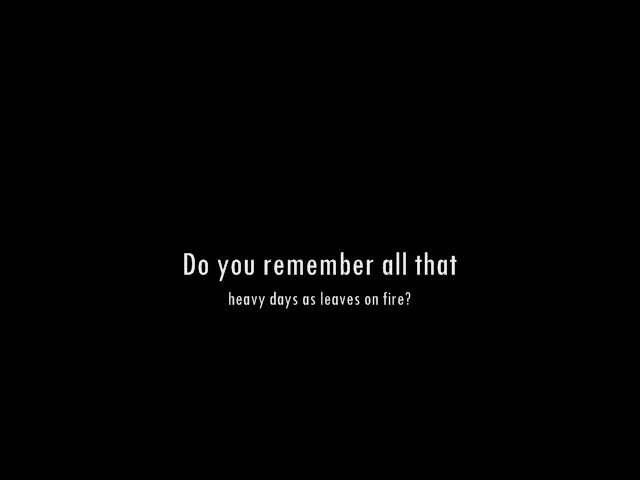 Do you remember all that
heavy days as leaves on fire?